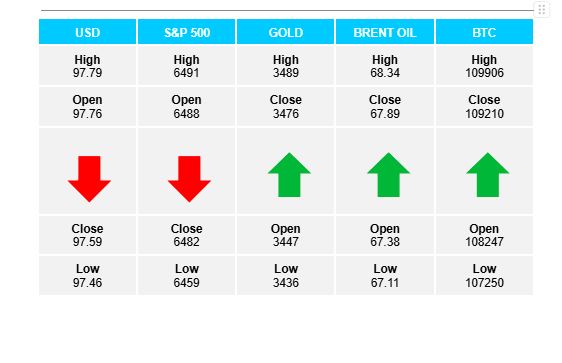 USD S&P 500 GOLD BRENT OIL BTC
High High High High High
97.79 6491 3489 68.34 109906
Open Open Close Close Close
97.76 6488 3476 67.89 109210
Close Close Open Open Open
97.59 6482 3447 67.38 108247
Low Low Low Low Low
97.46 6459 3436 67.11 107250